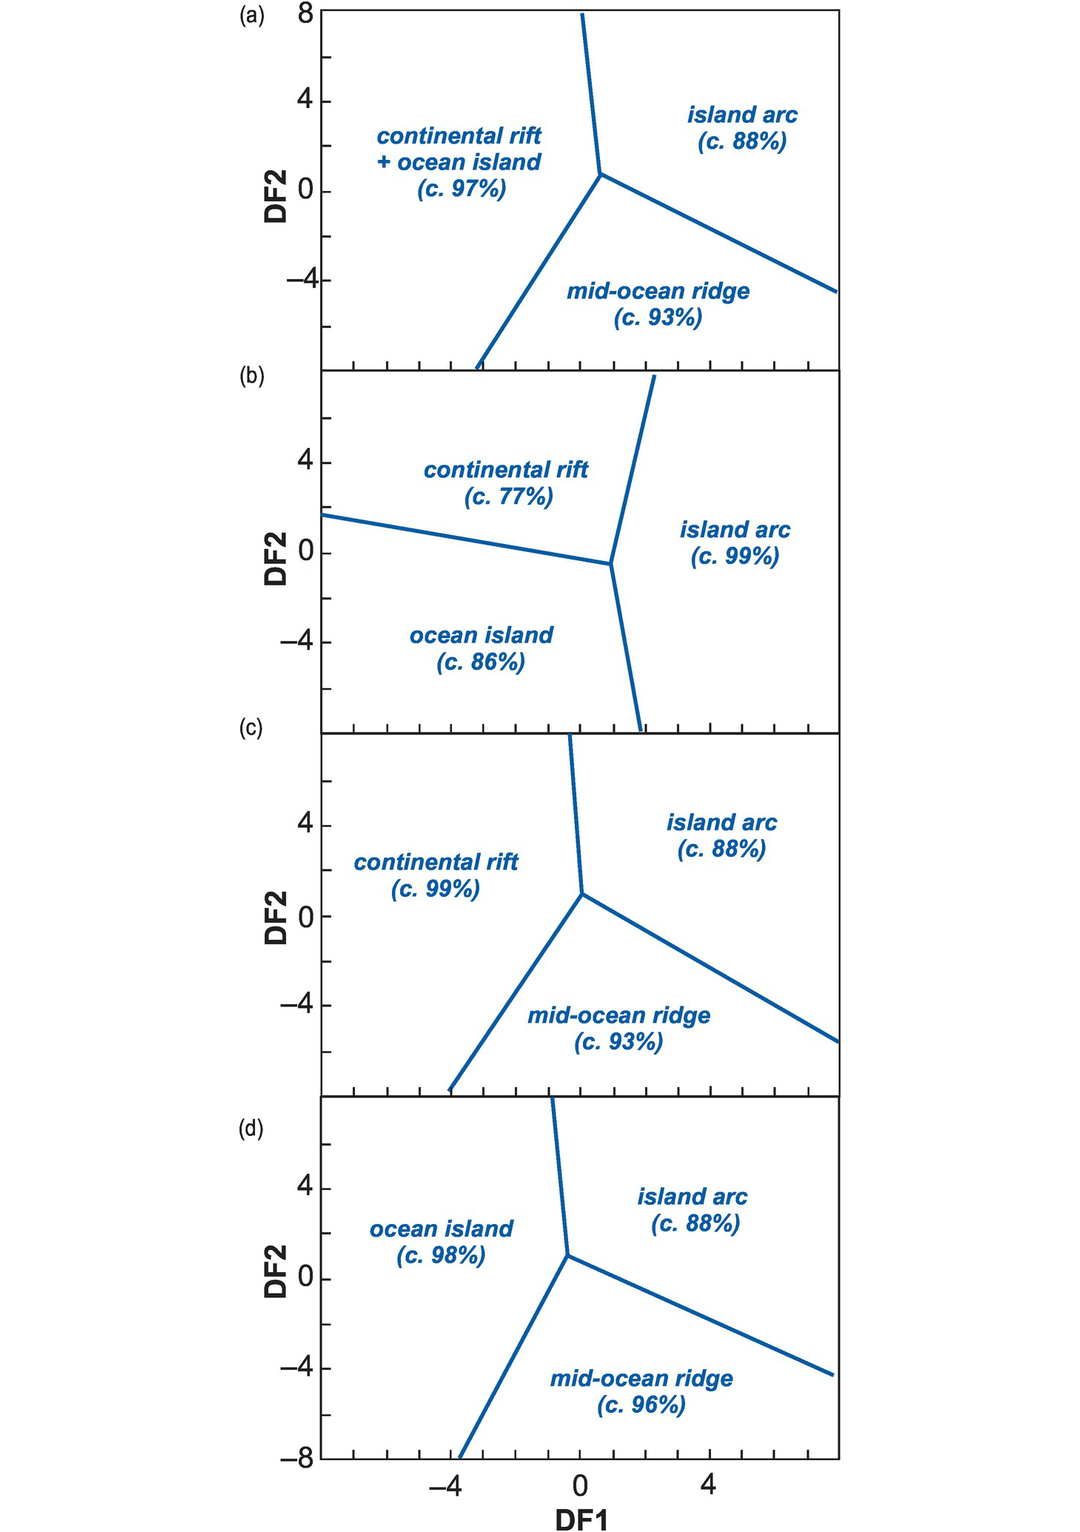 (a)
8
4
0
–4
DF2
continental rift
+ ocean island
(c. 97%)
island arc
(c. 88%)
mid-ocean ridge
(c. 93%)
(b)
4
0
–4
DF2
continental rift
(c. 77%)
island arc
(c. 99%)
ocean island
(c. 86%)
(c)
4
0
–4
DF2
island arc
(c. 88%)
continental rift
(c. 99%)
mid-ocean ridge
(c. 93%)
(d)
4
0
–4
–8
DF2
island arc
(c. 88%)
ocean island
(c. 98%)
mid-ocean ridge
(c. 96%)
–4 0 4
DF1